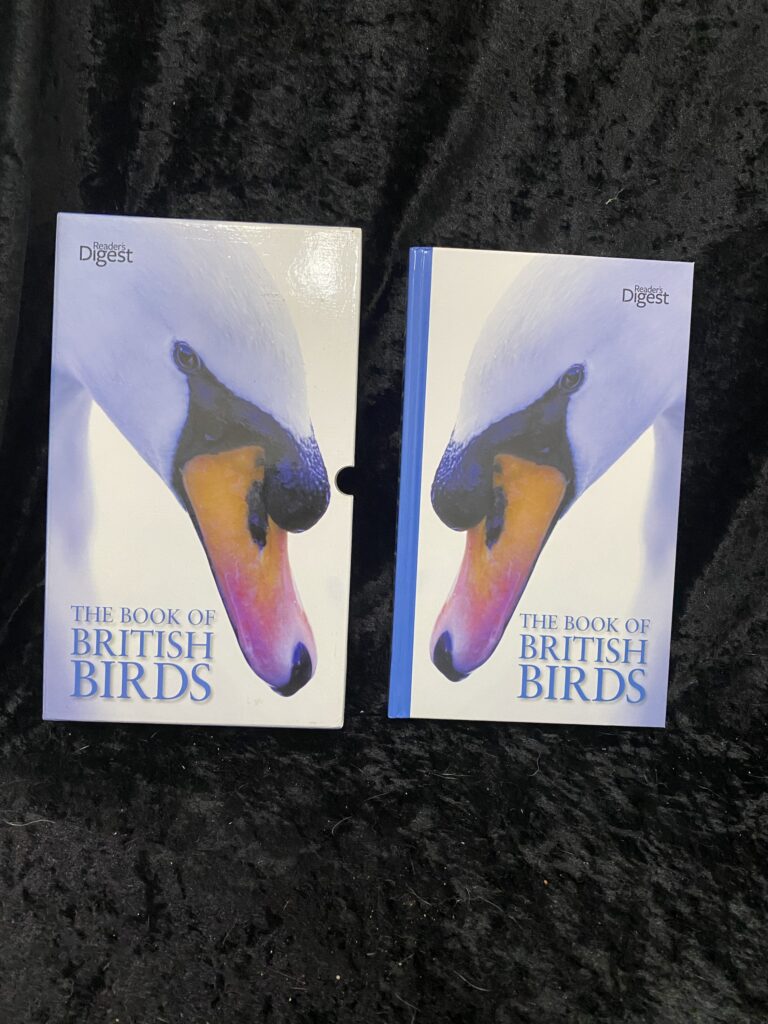 Reader's
Digest
THE BOOK OF
BRITISH
BIRDS
Reader's
Digest
THE BOOK OF
BRITISH
BIRDS